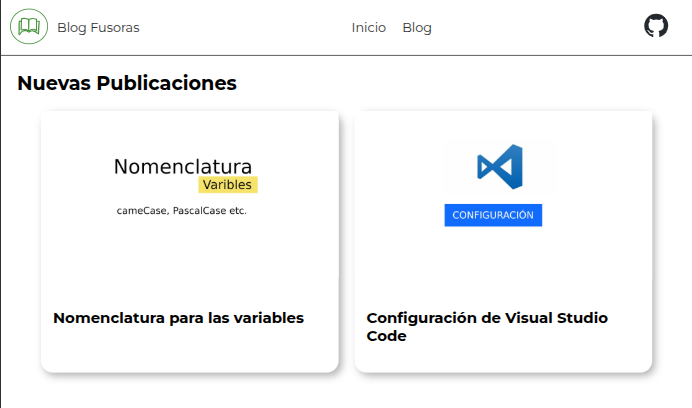 Blog Fusoras
Inicio
Blog
Nuevas Publicaciones
Nomenclatura
Varibles
cameCase, PascalCase etc.
Nomenclatura para las variables
CONFIGURACIÓN
Configuración de Visual Studio
Code